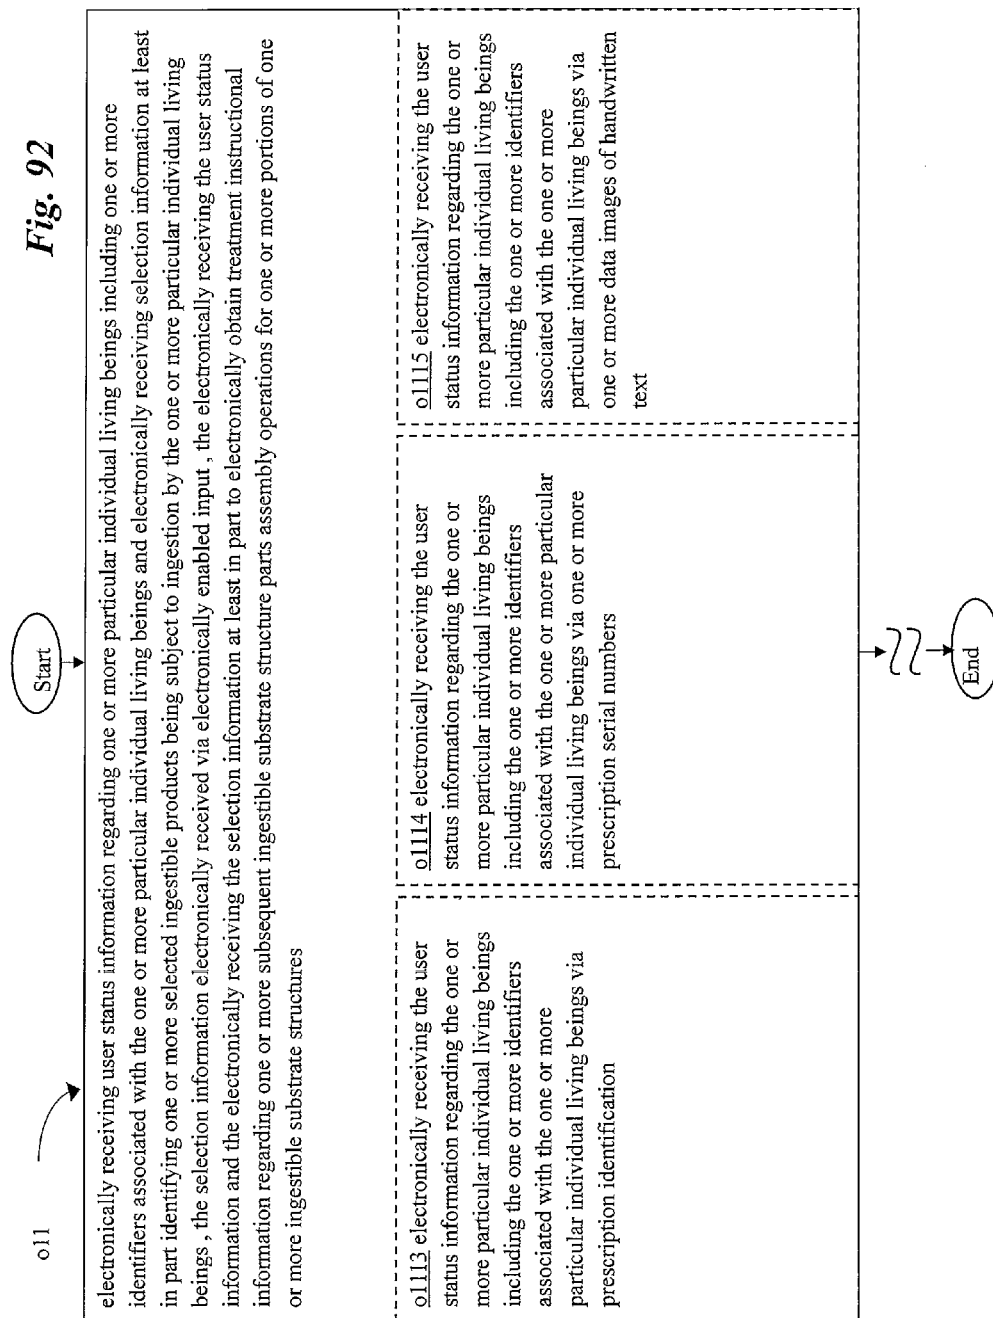 Fig. 92
o11
Start
electronically receiving user status information regarding one or more particular individual living beings including one or more
identifiers associated with the one or more particular individual living beings and electronically receiving selection information at least
in part identifying one or more selected ingestible products being subject to ingestion by the one or more particular individual living
beings , the selection information electronically received via electronically enabled input , the electronically receiving the user status
information and the electronically receiving the selection information at least in part to electronically obtain treatment instructional
information regarding one or more subsequent ingestible substrate structure parts assembly operations for one or more portions of one
or more ingestible substrate structures
o1113 electronically receiving the user
status information regarding the one or
more particular individual living beings
including the one or more identifiers
associated with the one or more
particular individual living beings via
prescription identification
o1114 electronically receiving the user
status information regarding the one or
more particular individual living beings
including the one or more identifiers
associated with the one or more particular
individual living beings via one or more
prescription serial numbers
o1115 electronically receiving the user
status information regarding the one or
more particular individual living beings
including the one or more identifiers
associated with the one or more
particular individual living beings via
one or more data images of handwritten
text
End